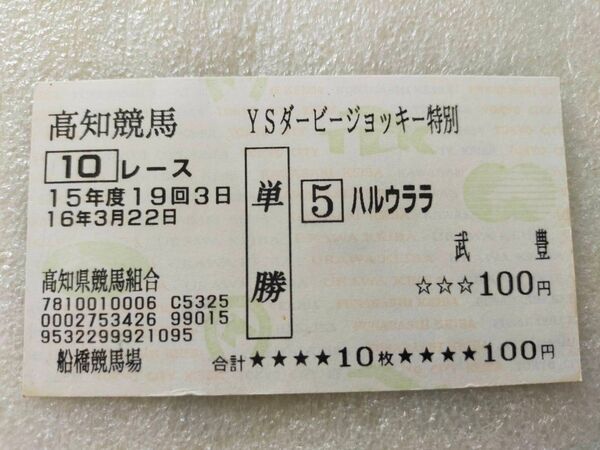 高知競馬
YSダービージョッキー特別
10 レース
15年度19回3日
16年3月22日
単勝
5 ハルウララ
武 豊
☆☆☆100円
高知県競馬組合
7810010006 C5325
0002753426 99015
9532299921095
船橋競馬場
合計★★★★10枚★★★★100円